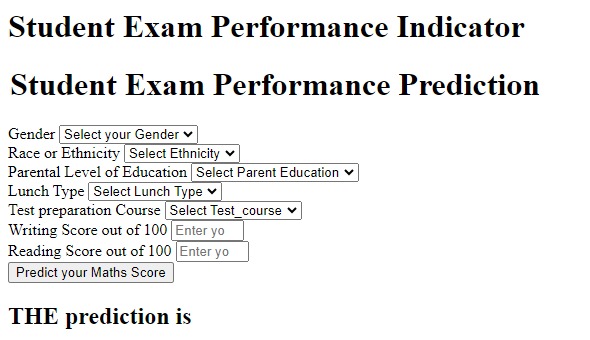 Student Exam Performance Indicator
Student Exam Performance Prediction
Gender Select your Gender
Race or Ethnicity Select Ethnicity
Parental Level of Education Select Parent Education
Lunch Type Select Lunch Type
Test preparation Course Select Test_course
Writing Score out of 100 Enter yo
Reading Score out of 100 Enter yo
Predict your Maths Score
THE prediction is